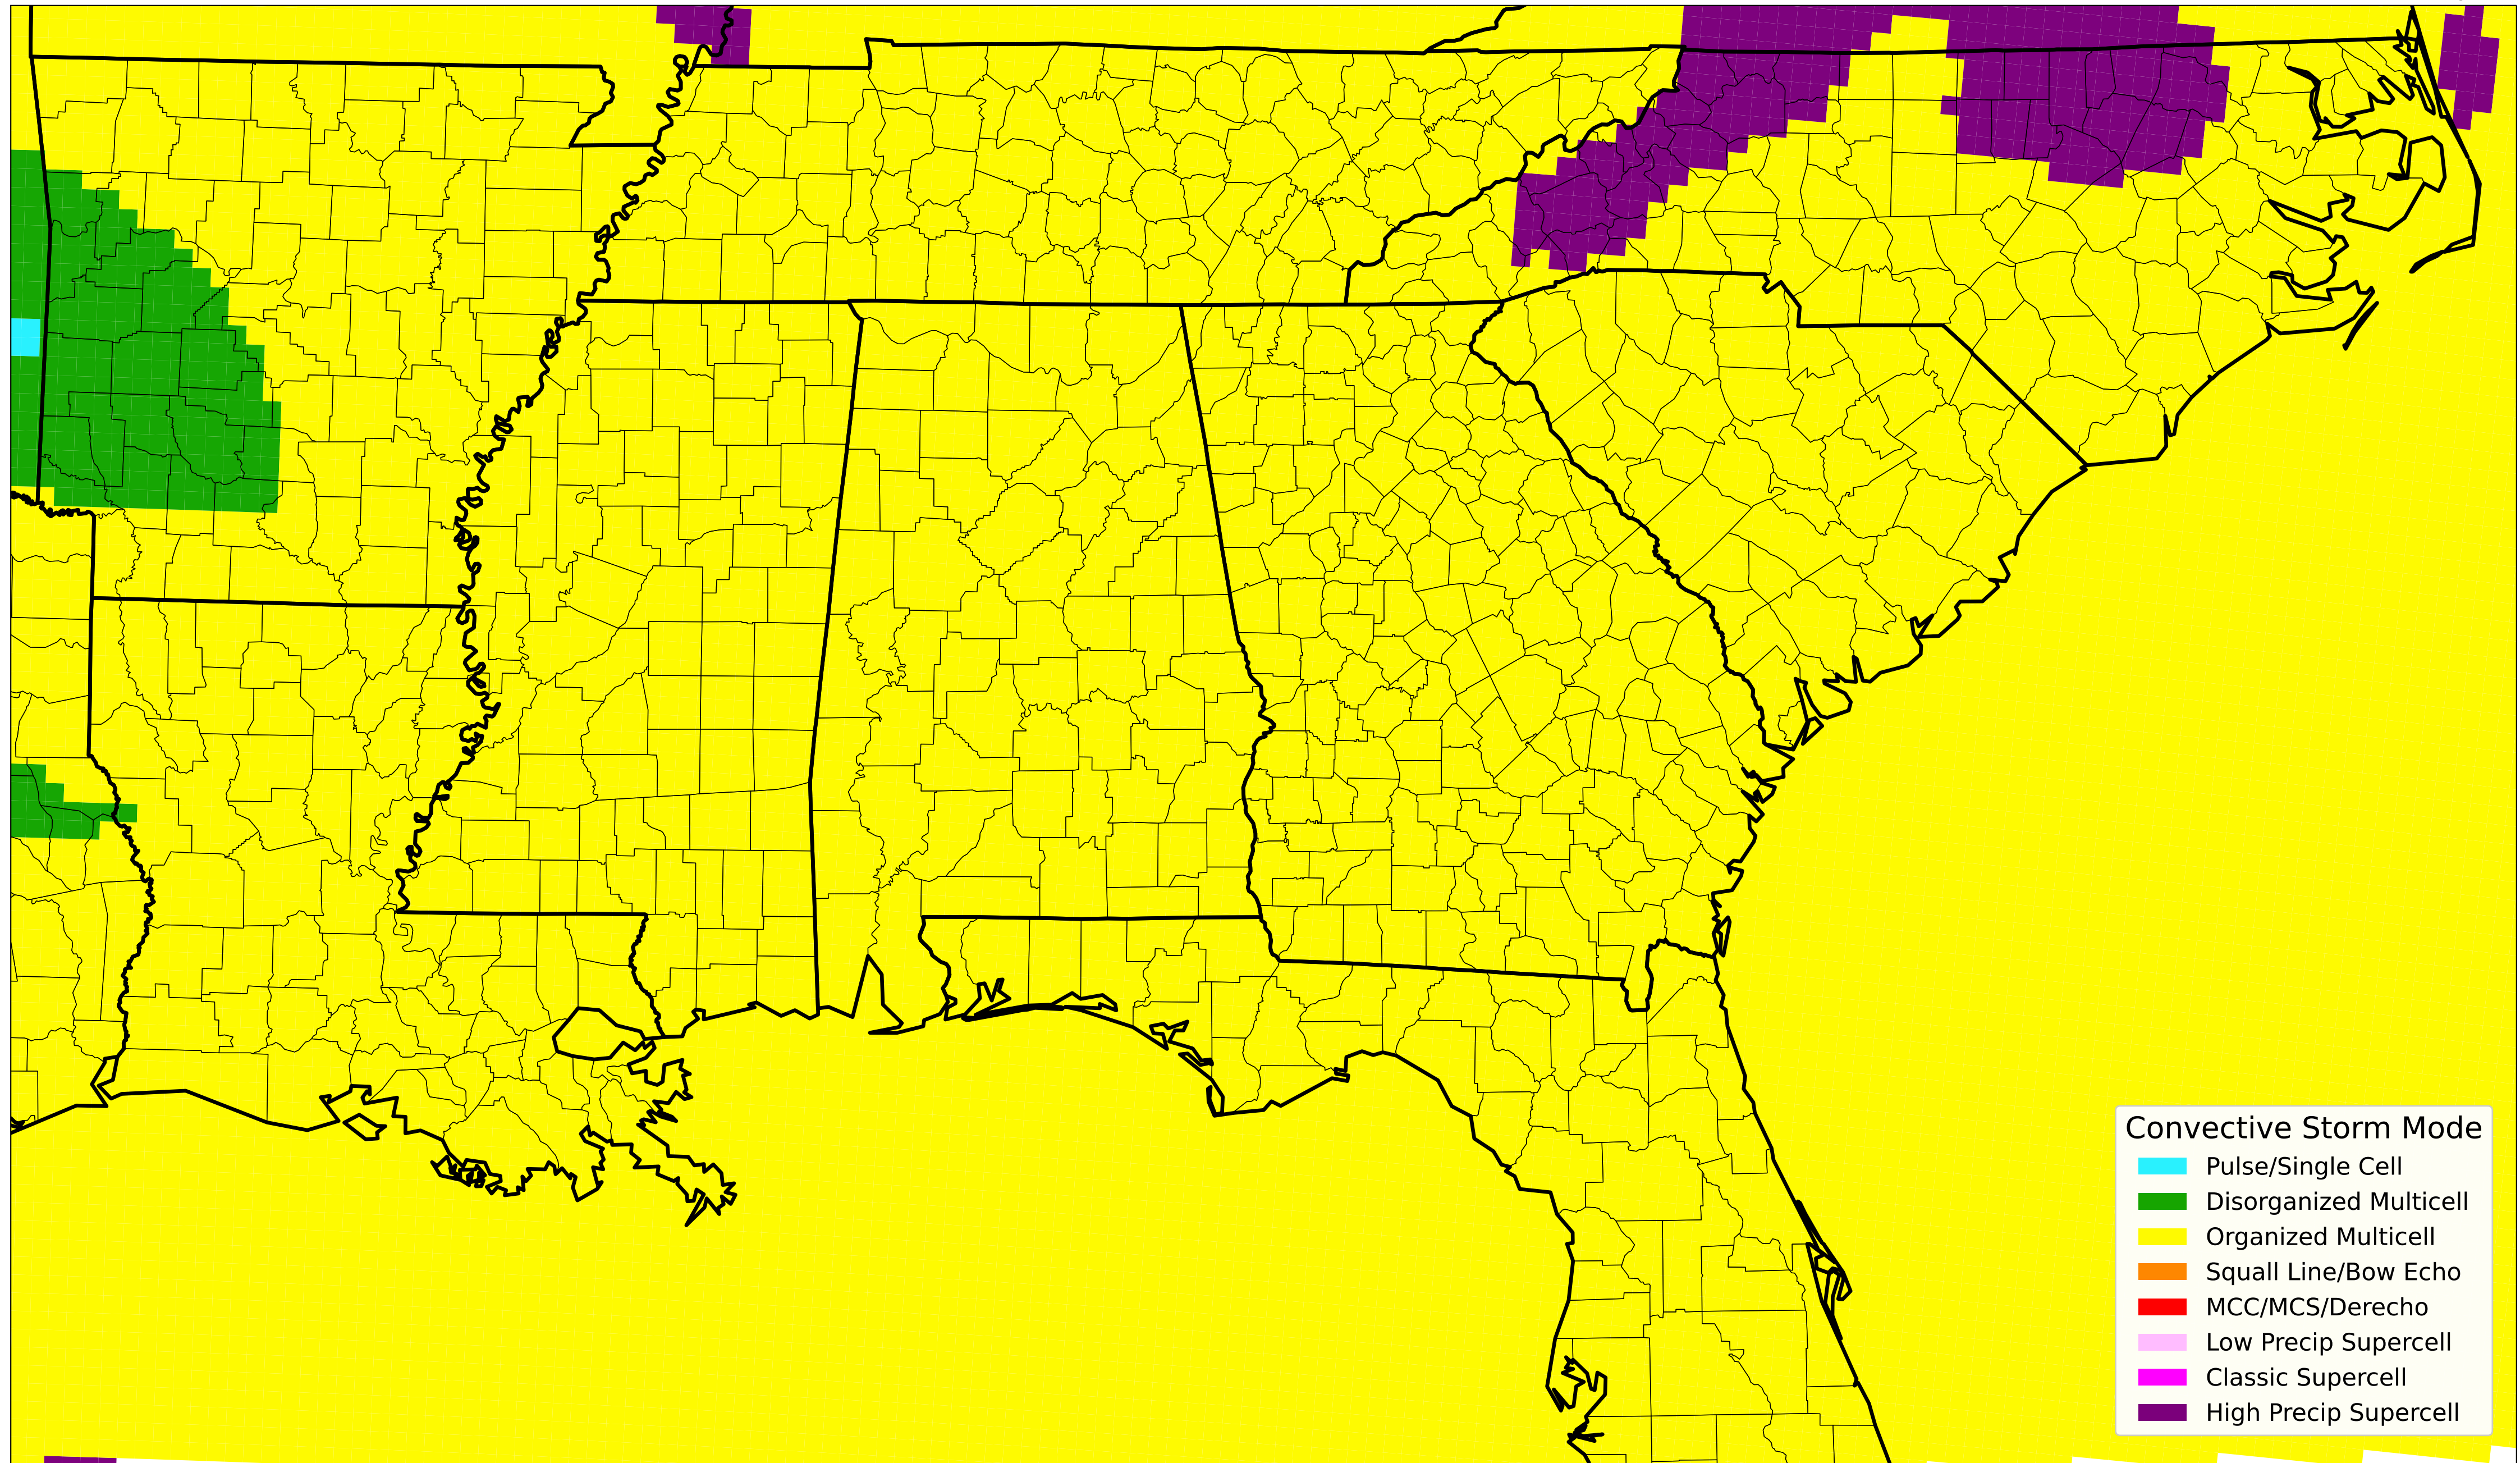 Convective Storm Mode
Pulse/Single Cell
Disorganized Multicell
Organized Multicell
Squall Line/Bow Echo
MCC/MCS/Derecho
Low Precip Supercell
Classic Supercell
High Precip Supercell